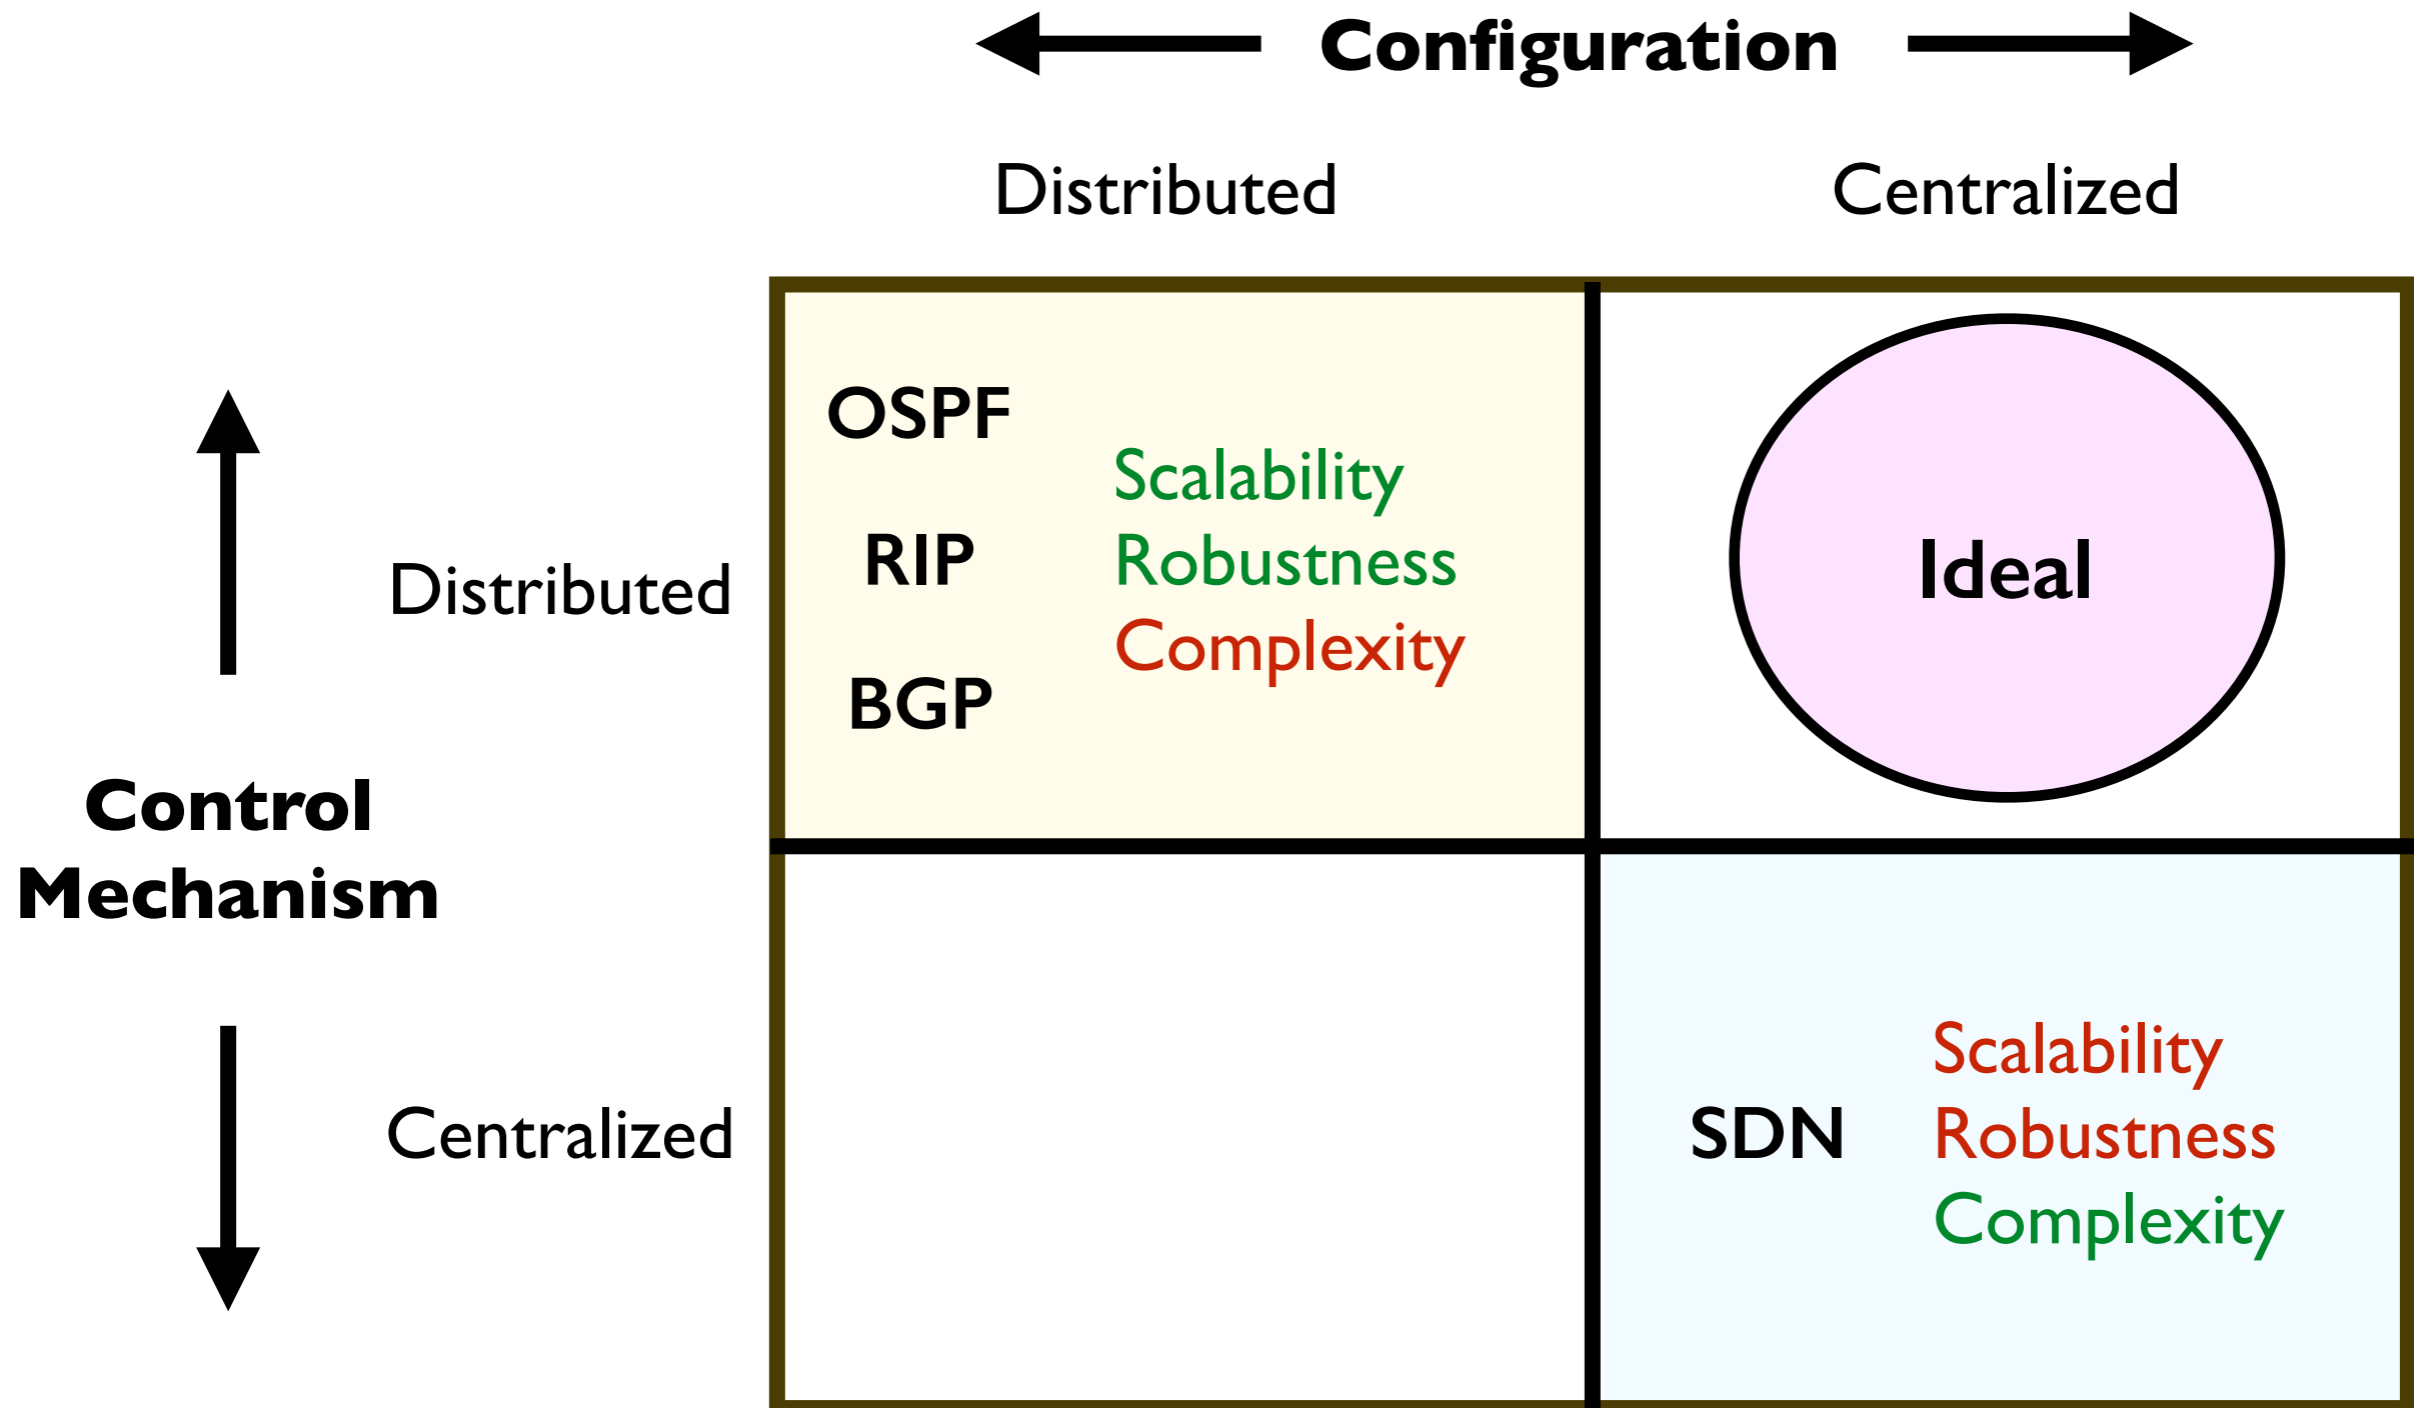 Configuration
Distributed
Centralized
OSPF
RIP
BGP
Scalability
Robustness
Complexity
Ideal
Distributed
Control
Mechanism
Centralized
SDN
Scalability
Robustness
Complexity